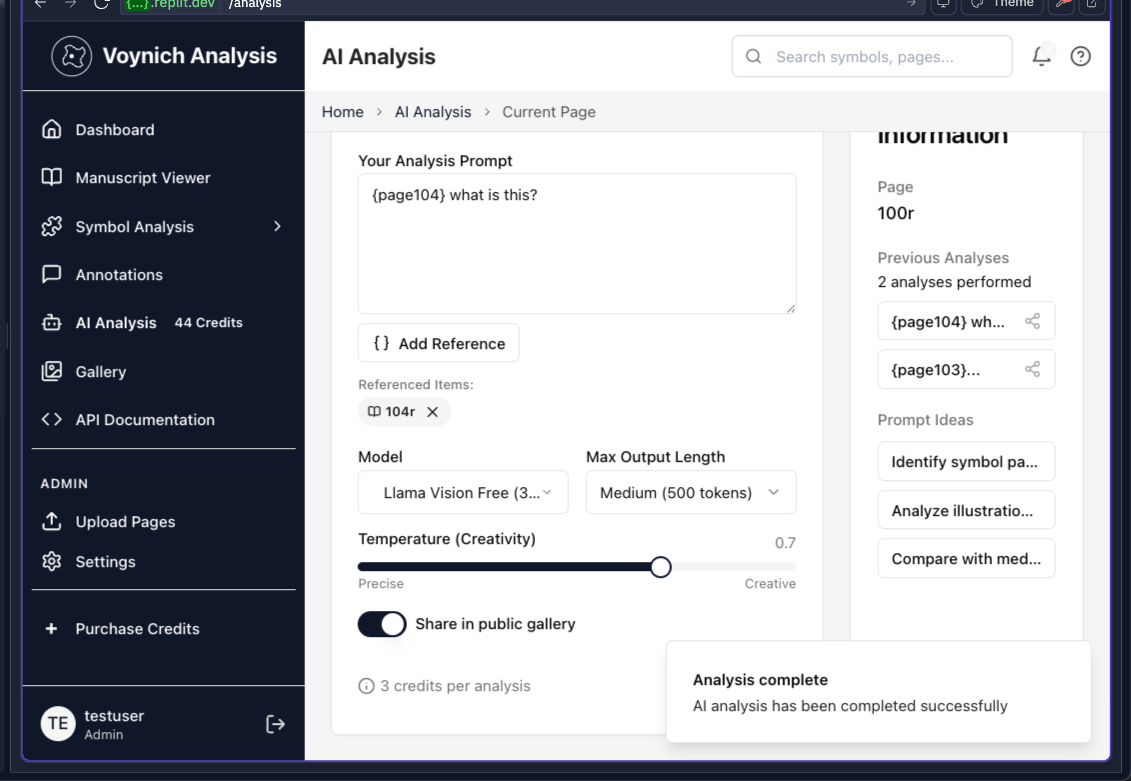 {...}.replit.dev /analysis
Theme
Voynich Analysis
Dashboard
Manuscript Viewer
Symbol Analysis
Annotations
AI Analysis 44 Credits
Gallery
API Documentation
ADMIN
Upload Pages
Settings
+ Purchase Credits
TE
testuser
Admin
AI Analysis
Search symbols, pages...
Home > AI Analysis > Current Page
Your Analysis Prompt
{page104} what is this?
{ } Add Reference
Referenced Items:
104r
Model
Llama Vision Free (3...
Max Output Length
Medium (500 tokens)
Temperature (Creativity)
0.7
Precise
Creative
Share in public gallery
3 credits per analysis
Information
Page
100r
Previous Analyses
2 analyses performed
{page104} wh...
{page103}...
Prompt Ideas
Identify symbol pa...
Analyze illustratio...
Compare with med...
Analysis complete
AI analysis has been completed successfully